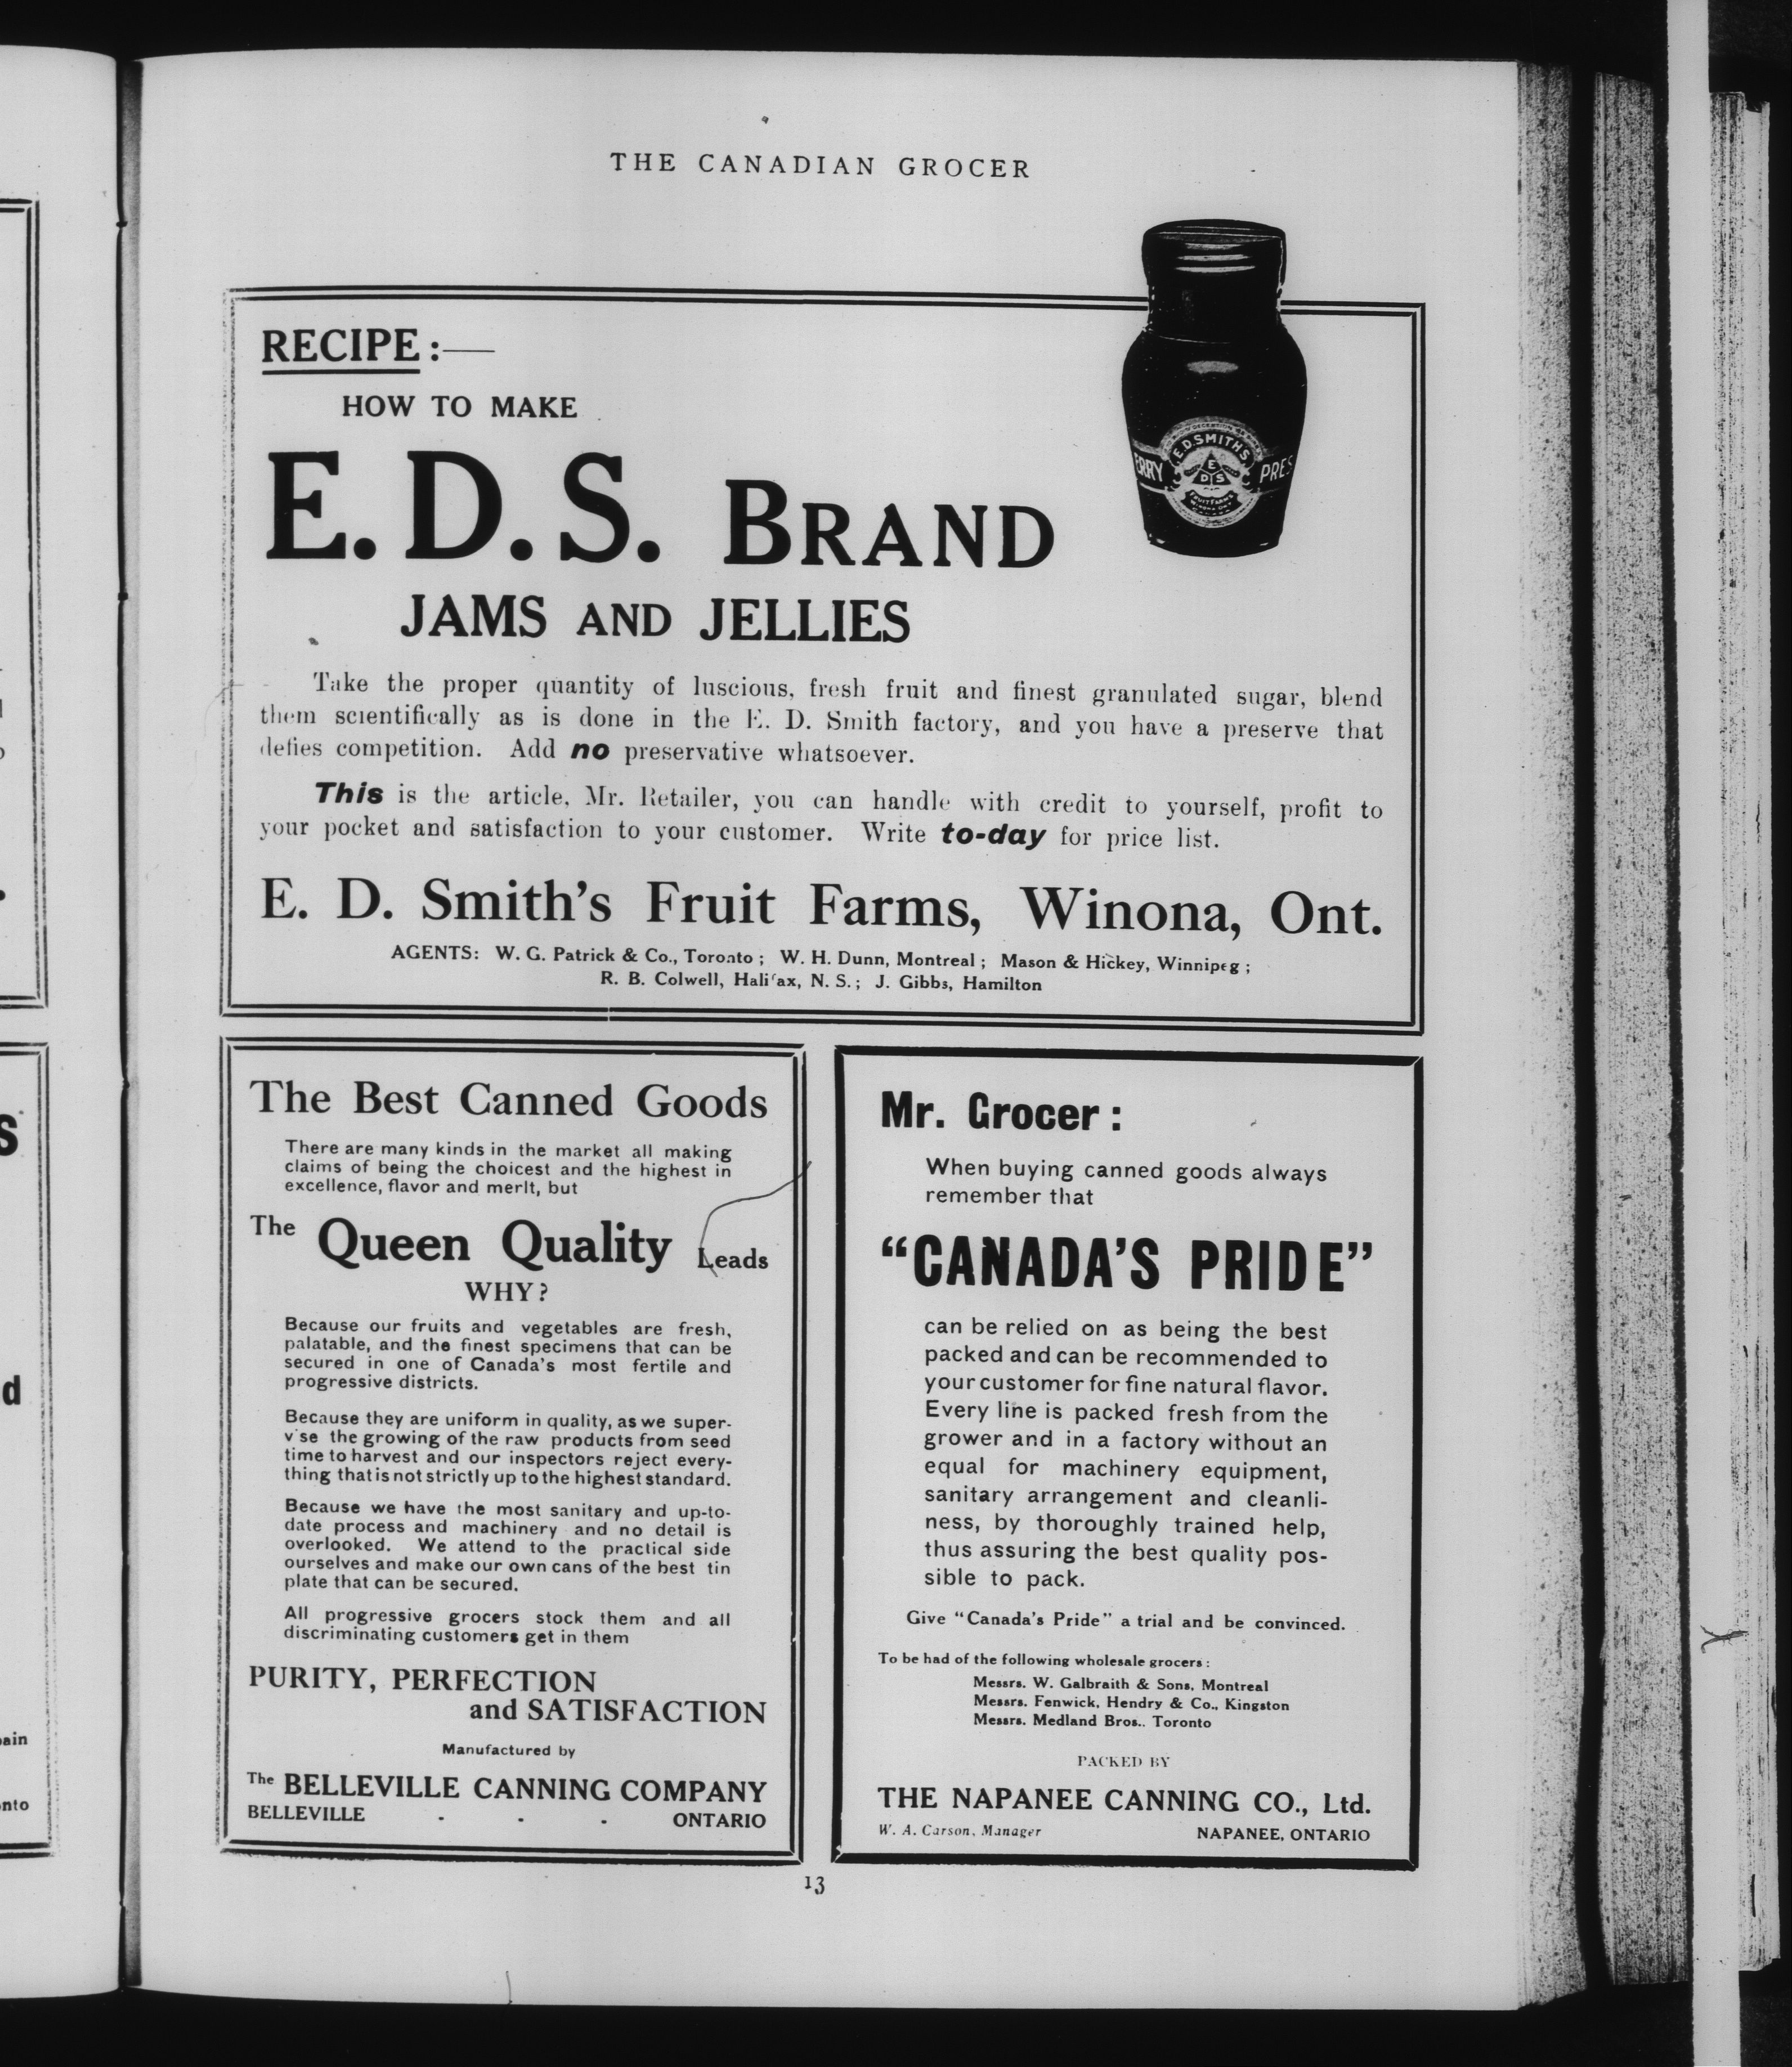 THE CANADIAN GROCER
RECIPE :—
HOW TO MAKE
E. D. S. BRAND
JAMS AND JELLIES
E. D. SMITH'S
ERRY
PRES
E
D S
FRUIT FARMS
WINONA ONT
Take the proper quantity of luscious, fresh fruit and finest granulated sugar, blend
them scientifically as is done in the E. D. Smith factory, and you have a preserve that
defies competition. Add no preservative whatsoever.
This is the article, Mr. Retailer, you can handle with credit to yourself, profit to
your pocket and satisfaction to your customer. Write to-day for price list.
E. D. Smith's Fruit Farms, Winona, Ont.
AGENTS: W. G. Patrick & Co., Toronto ; W. H. Dunn, Montreal ; Mason & Hickey, Winnipeg ;
R. B. Colwell, Halifax, N. S. ; J. Gibbs, Hamilton
The Best Canned Goods
There are many kinds in the market all making
claims of being the choicest and the highest in
excellence, flavor and merIt, but
The Queen Quality Leads
WHY ?
Because our fruits and vegetables are fresh,
palatable, and the finest specimens that can be
secured in one of Canada's most fertile and
progressive districts.
Because they are uniform in quality, as we super-
v se the growing of the raw products from seed
time to harvest and our inspectors reject every-
thing that is not strictly up to the highest standard.
Because we have the most sanitary and up-to-
date process and machinery and no detail is
overlooked. We attend to the practical side
ourselves and make our own cans of the best tin
plate that can be secured.
All progressive grocers stock them and all
discriminating customers get in them
PURITY, PERFECTION
and SATISFACTION
Manufactured by
The BELLEVILLE CANNING COMPANY
BELLEVILLE - - - ONTARIO
Mr. Grocer :
When buying canned goods always
remember that
"CANADA'S PRIDE"
can be relied on as being the best
packed and can be recommended to
your customer for fine natural flavor.
Every line is packed fresh from the
grower and in a factory without an
equal for machinery equipment,
sanitary arrangement and cleanli-
ness, by thoroughly trained help,
thus assuring the best quality pos-
sible to pack.
Give "Canada's Pride" a trial and be convinced.
To be had of the following wholesale grocers :
Messrs. W. Galbraith & Sons, Montreal
Messrs. Fenwick, Hendry & Co., Kingston
Messrs. Medland Bros., Toronto
PACKED BY
THE NAPANEE CANNING CO., Ltd.
W. A. Carson, Manager NAPANEE, ONTARIO
13